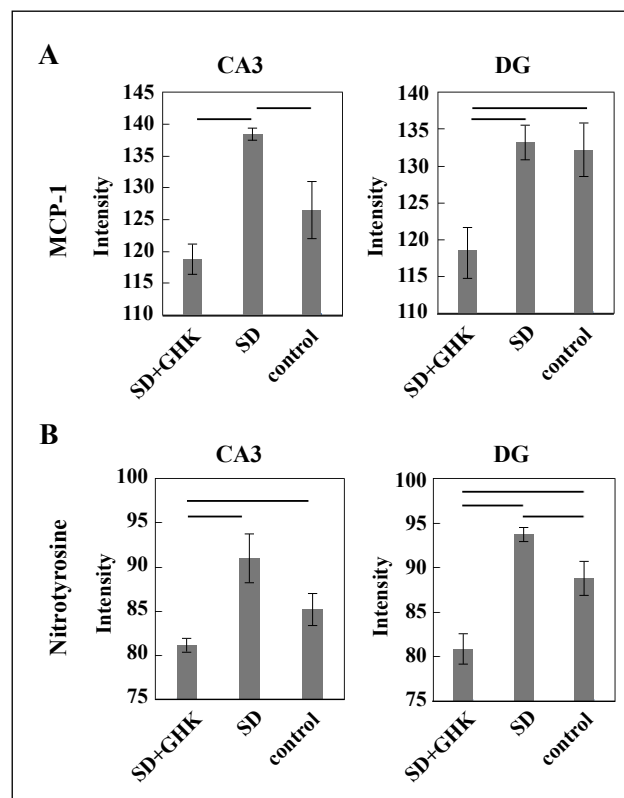 A
CA3
DG
MCP-1
Intensity
145
140
135
130
125
120
115
110
SD+GHK
SD
control
Intensity
140
135
130
125
120
115
110
SD+GHK
SD
control
B
CA3
DG
Nitrotyrosine
Intensity
100
95
90
85
80
75
SD+GHK
SD
control
Intensity
100
95
90
85
80
75
SD+GHK
SD
control